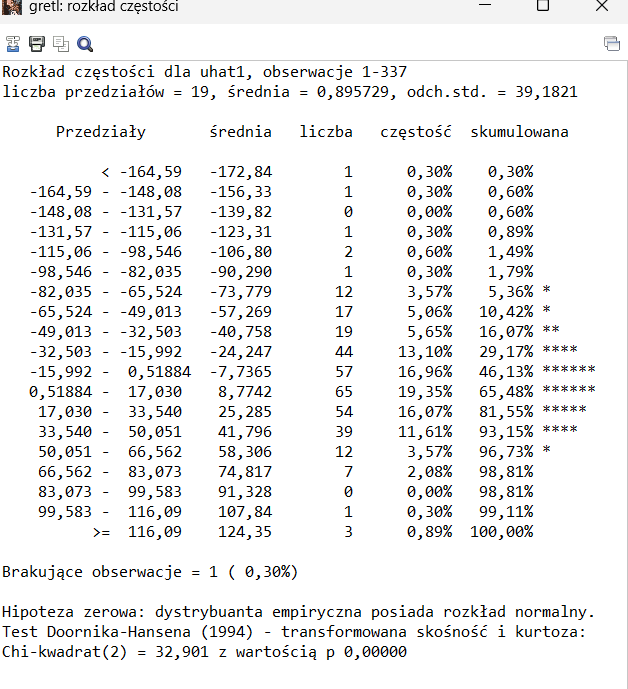 gretl: rozkład częstości
Rozkład częstości dla uhat1, obserwacje 1-337
liczba przedziałów = 19, średnia = 0,895729, odch.std. = 39,1821
Przedziały średnia liczba częstość skumulowana
< -164,59 -172,84 1 0,30% 0,30%
-164,59 - -148,08 -156,33 1 0,30% 0,60%
-148,08 - -131,57 -139,82 0 0,00% 0,60%
-131,57 - -115,06 -123,31 1 0,30% 0,89%
-115,06 - -98,546 -106,80 2 0,60% 1,49%
-98,546 - -82,035 -90,290 1 0,30% 1,79%
-82,035 - -65,524 -73,779 12 3,57% 5,36% *
-65,524 - -49,013 -57,269 17 5,06% 10,42% *
-49,013 - -32,503 -40,758 19 5,65% 16,07% **
-32,503 - -15,992 -24,247 44 13,10% 29,17% ****
-15,992 - 0,51884 -7,7365 57 16,96% 46,13% ******
0,51884 - 17,030 8,7742 65 19,35% 65,48% ******
17,030 - 33,540 25,285 54 16,07% 81,55% *****
33,540 - 50,051 41,796 39 11,61% 93,15% ****
50,051 - 66,562 58,306 12 3,57% 96,73% *
66,562 - 83,073 74,817 7 2,08% 98,81%
83,073 - 99,583 91,328 0 0,00% 98,81%
99,583 - 116,09 107,84 1 0,30% 99,11%
>= 116,09 124,35 3 0,89% 100,00%
Brakujące obserwacje = 1 ( 0,30%)
Hipoteza zerowa: dystrybuanta empiryczna posiada rozkład normalny.
Test Doornika-Hansena (1994) - transformowana skośność i kurtoza:
Chi-kwadrat(2) = 32,901 z wartością p 0,00000